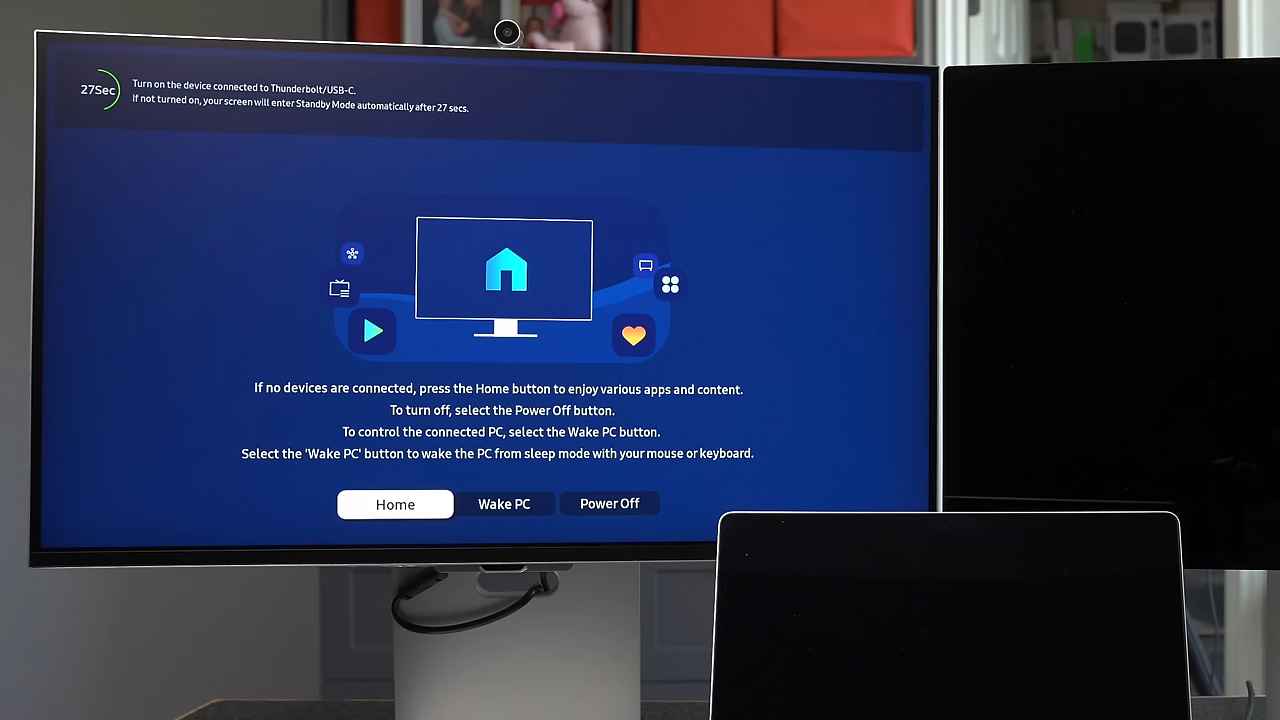 27Sec
Turn on the device connected to Thunderbolt/USB-C.
If not turned on, your screen will enter Standby Mode automatically after 27 secs.
If no devices are connected, press the Home button to enjoy various apps and content.
To turn off, select the Power Off button.
To control the connected PC, select the Wake PC button.
Select the 'Wake PC' button to wake the PC from sleep mode with your mouse or keyboard.
Home
Wake PC
Power Off